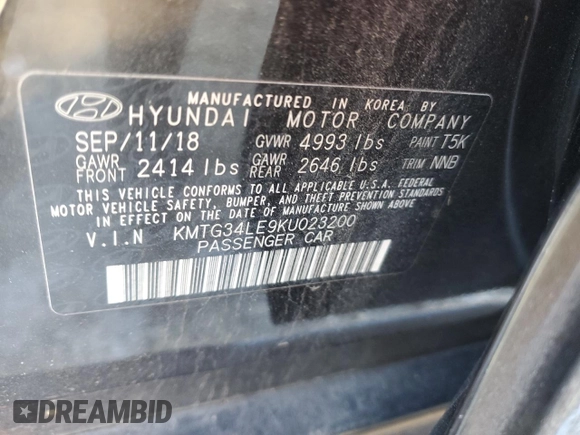 MANUFACTURED IN KOREA BY
HYUNDAI MOTOR COMPANY
SEP/11/18 GVWR 4993 lbs PAINT T5K
GAWR FRONT 2414 lbs GAWR REAR 2646 lbs TRIM NNB
THIS VEHICLE CONFORMS TO ALL APPLICABLE U.S.A. FEDERAL
MOTOR VEHICLE SAFETY, BUMPER, AND THEFT PREVENTION STANDARDS
IN EFFECT ON THE DATE OF MANUFACTURE SHOWN ABOVE.
V.I.N KMTG34LE9KU023200
PASSENGER CAR
DREAMBID